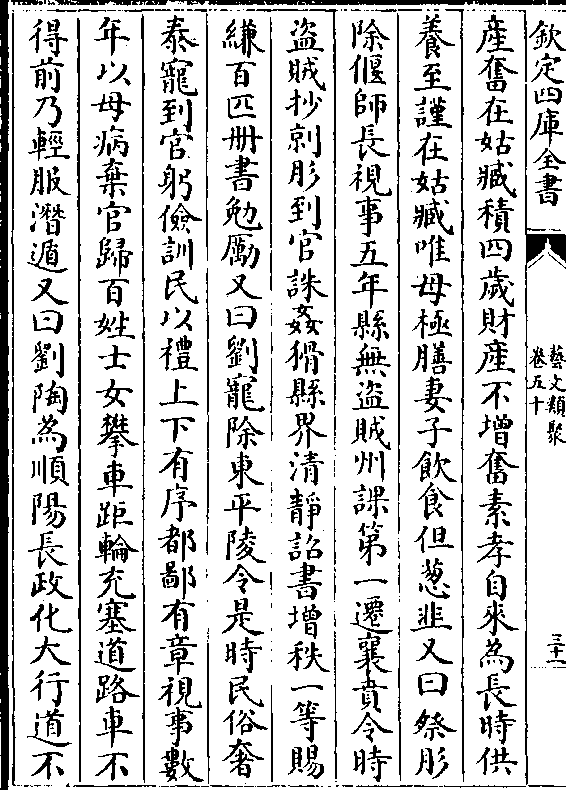 欽定四庫全書
藝文類聚
卷五十
三十一
產奮在姑臧積四歲財產不增奮素孝自來為長時供
養至謹在姑臧唯母極膳妻子飲食但葱韭又曰祭肜
除偃師長視事五年縣無盜賊州課第一遷襄賁令時
盜賊抄剠肜到官誅姦猾縣界清靜詔書增秩一等賜
縑百匹冊書勉勵又曰劉寵除東平陵令是時民俗奢
泰寵到官躬儉訓民以禮上下有序都鄙有章視事數
年以母病棄官歸百姓士女攀車距輪充塞道路車不
得前乃輕服潛遁又曰劉陶為順陽長政化大行道不